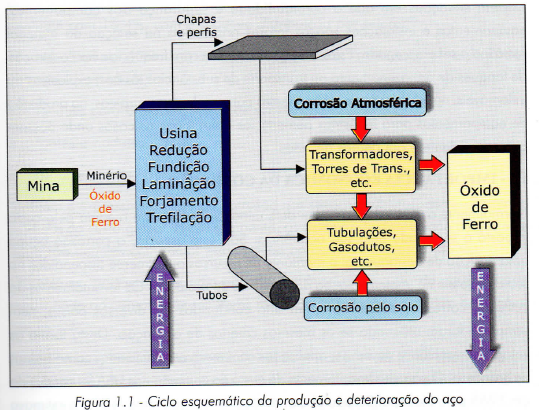 Chapas
e perfis
Corrosão Atmosférica
Usina
Redução
Fundição
Laminâção
Forjamento
Trefilação
Mina
Minério
Óxido
de
Ferro
Transformadores,
Torres de Trans.,
etc.
Óxido
de
Ferro
Tubulações,
Gasodutos,
etc.
Tubos
Corrosão pelo solo
ENERGIA
ENERGIA
Figura 1.1 - Ciclo esquemático da produção e deterioração do aço